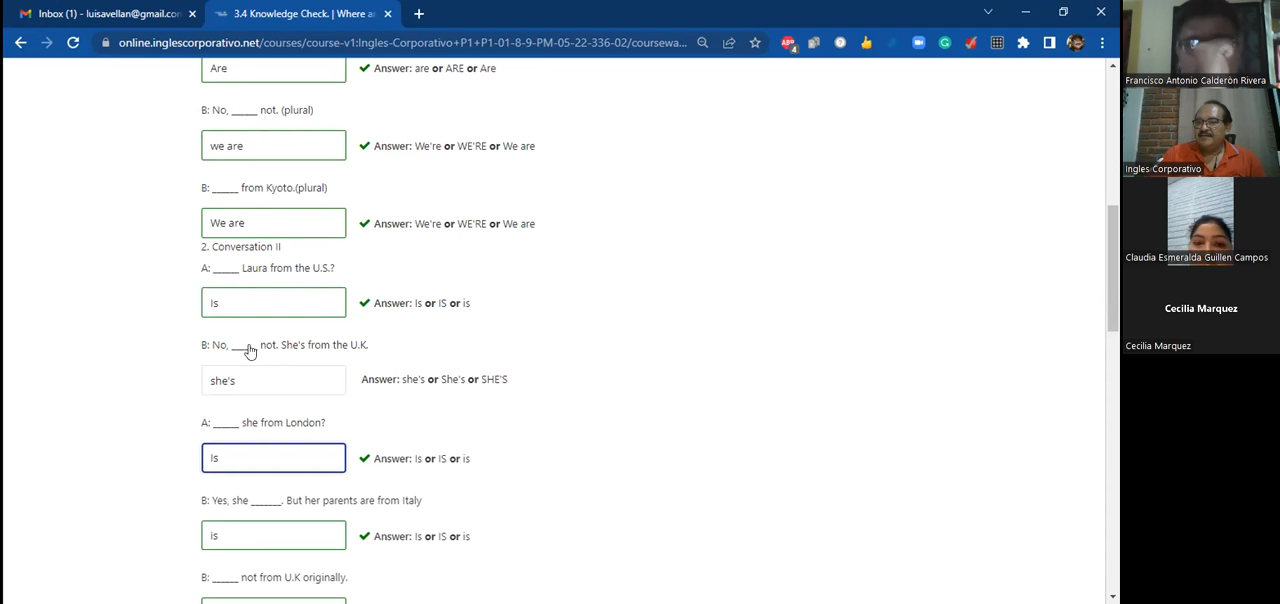 Inbox (1) - luisavellan@gmail.con
3.4 Knowledge Check. | Where ar
online.inglescorporativo.net/courses/course-v1:Ingles-Corporativo+P1+P1-01-8-9-PM-05-22-336-02/coursewa...
4
Are
Answer: are or ARE or Are
B: No, _____ not. (plural)
we are
Answer: We're or WE'RE or We are
B: _____ from Kyoto.(plural)
We are
Answer: We're or WE'RE or We are
2. Conversation II
A: _____ Laura from the U.S.?
Is
Answer: Is or IS or is
B: No, _____ not. She's from the U.K.
she's
Answer: she's or She's or SHE'S
A: _____ she from London?
Is
Answer: Is or IS or is
B: Yes, she ______. But her parents are from Italy
is
Answer: Is or IS or is
B: _____ not from U.K originally.
Francisco Antonio Calderòn Rivera
Ingles Corporativo
Claudia Esmeralda Guillen Campos
Cecilia Marquez
Cecilia Marquez